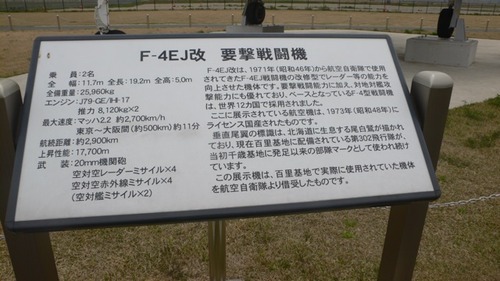 F-4EJ改 要撃戦闘機
乗 員：2名
全 幅：11.7m 全長：19.2m 全高：5.0m
全備重量：25,960kg
エンジン：J79-GE/IHI-17
推力 8,120kg×2
最大速度：マッハ2.2 約2,700km/h
東京ー大阪間（約500km）約11分
航続距離：約2,900km
上昇性能：17,700m
武 装：20mm機関砲
空対空レーダーミサイル×4
空対空赤外線ミサイル×4
（空対艦ミサイル×2）
F-4EJ改は、1971年（昭和46年）から航空自衛隊で使用
されてきたF-4EJ戦闘機の改修型でレーダー等の能力を
向上させた機体です。要撃戦闘能力に加え、対地対艦攻
撃能力にも優れており、ベースとなっているF-4型戦闘機
は、世界12カ国で採用されました。
ここに展示されている航空機は、1973年（昭和48年）に
ライセンス国産されたものです。
垂直尾翼の標識は、北海道に生息する尾白鷲が描かれ
ており、現在百里基地に配備されている第302飛行隊が、
当初千歳基地に発足以来の部隊マークとして使われ続け
ています。
この展示機は、百里基地で実際に使用されていた機体
を航空自衛隊より借受したものです。